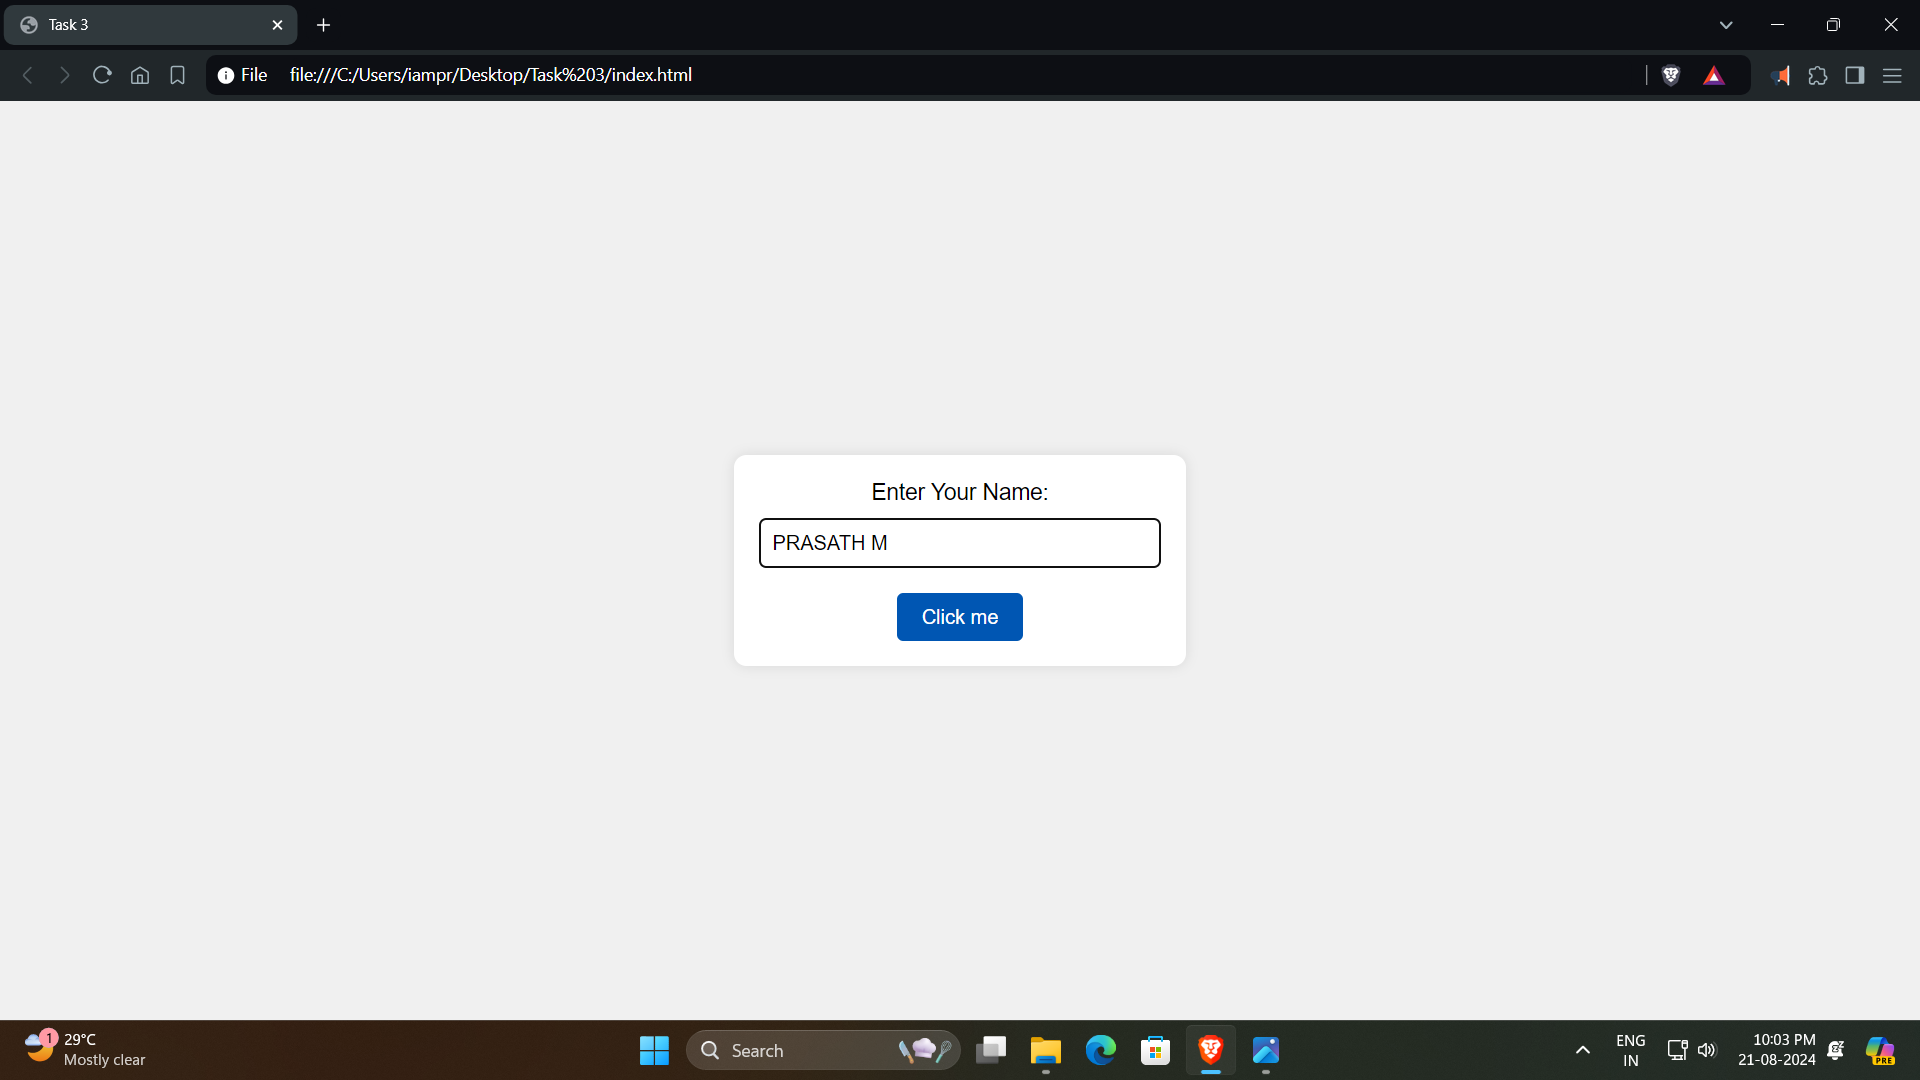 Task 3
File file:///C:/Users/iampr/Desktop/Task%203/index.html
Enter Your Name:
PRASATH M
Click me
1
29°C
Mostly clear
Search
ENG
IN
10:03 PM
21-08-2024
PRE